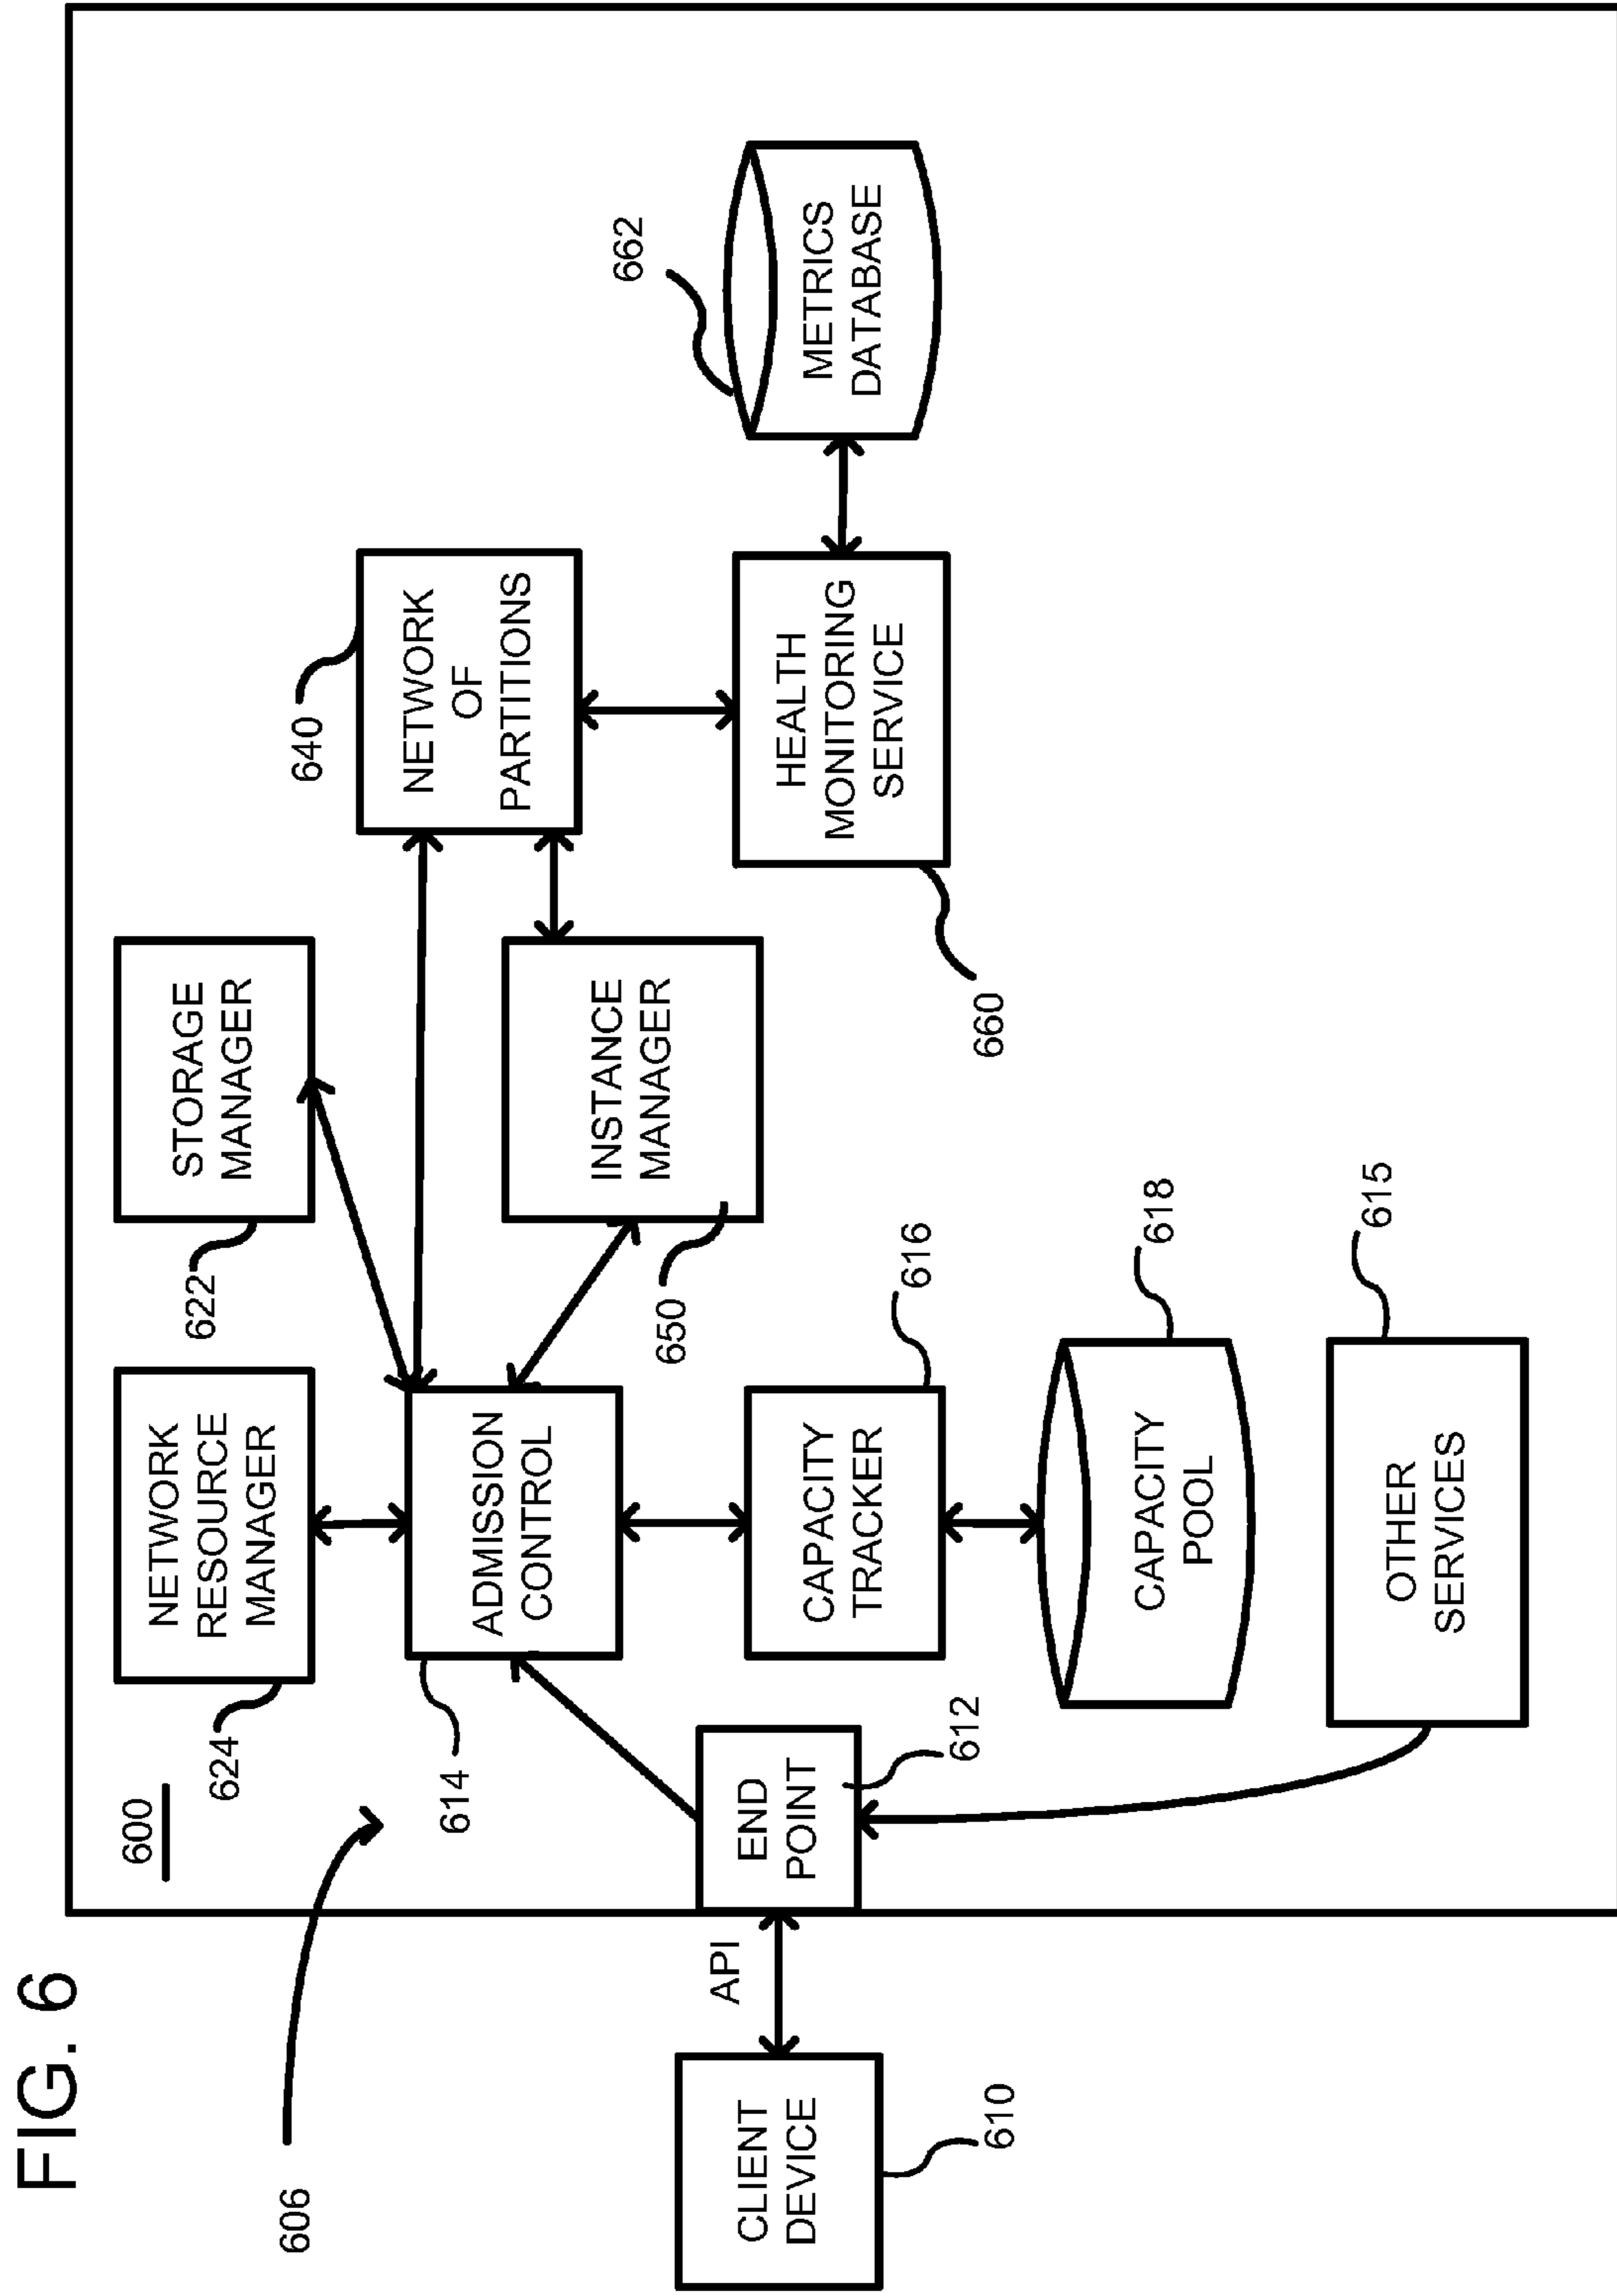 FIG. 6
600
606
624
NETWORK
RESOURCE
MANAGER
622
STORAGE
MANAGER
640
NETWORK
OF
PARTITIONS
662
METRICS
DATABASE
614
ADMISSION
CONTROL
650
INSTANCE
MANAGER
660
HEALTH
MONITORING
SERVICE
API
CLIENT
DEVICE
610
END
POINT
612
CAPACITY
TRACKER
616
CAPACITY
POOL
618
OTHER
SERVICES
615